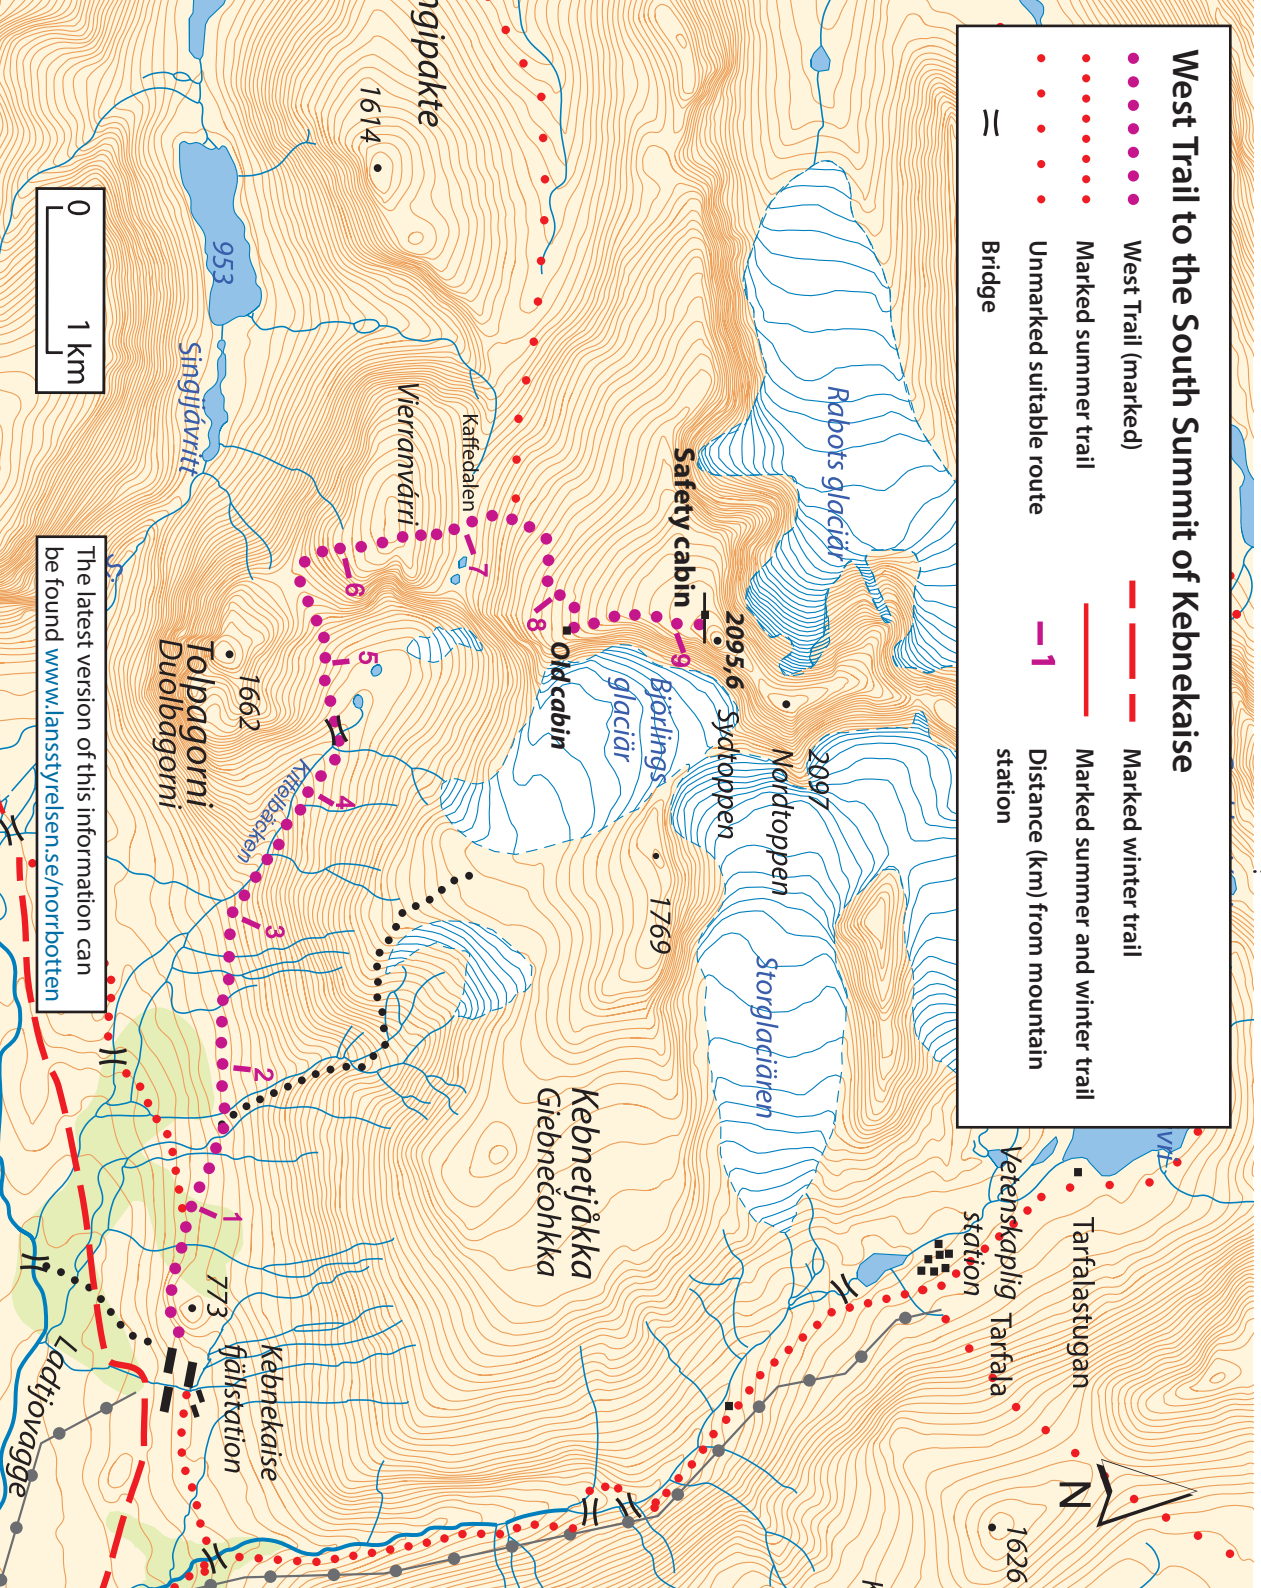 West Trail to the South Summit of Kebnekaise
West Trail (marked)
Marked summer trail
Unmarked suitable route
Bridge
Marked winter trail
Marked summer and winter trail
1
Distance (km) from mountain
station
Rabots glaciär
2097
Nordtoppen
2095,6
Sydtoppen
Safety cabin
9
Björlings
glaciär
Old cabin
8
Storglaciären
1769
Vetenskaplig
station
Tarfala
Tarfalastugan
vri
N
1626
ngipakte
1614
Kaffedalen
7
Vierranvárri
6
5
4
3
2
1
Kebnetjåkka
Giebnečohkka
1662
Tolpagorni
Duolbagorni
Kittelbäcken
953
Singijávritt
S.
773
Kebnekaise
fjällstation
Ladtjovagge
0 1 km
The latest version of this information can
be found www.lansstyrelsen.se/norrbotten